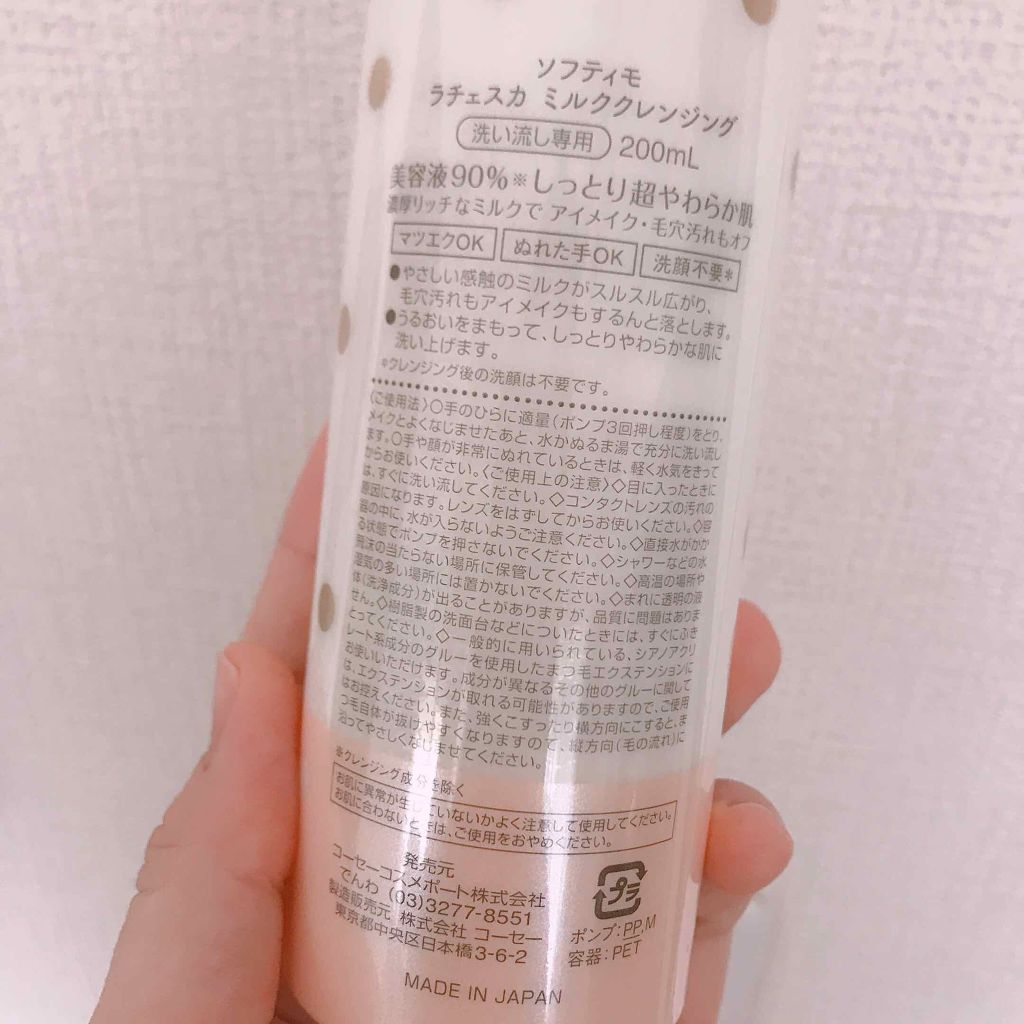 ソフティモ
ラチェスカ ミルククレンジング
洗い流し専用 200mL
美容液90%※しっとり超やわらか肌
濃厚リッチなミルクで アイメイク・毛穴汚れもオフ
マツエクOK ぬれた手OK 洗顔不要*
●やさしい感触のミルクがスルスル広がり、
毛穴汚れもアイメイクもするんと落とします。
●うるおいをまもって、しっとりやわらかな肌に
洗い上げます。
*クレンジング後の洗顔は不要です。
〈ご使用法〉〇手のひらに適量(ポンプ3回押し程度)をとり、
メイクとよくなじませたあと、水かぬるま湯で充分に洗い流し
ます。〇手や顔が非常にぬれているときは、軽く水気をきって
からお使いください。〈ご使用上の注意〉◇目に入ったときに
は、すぐに洗い流してください。◇コンタクトレンズの汚れの
原因になります。レンズをはずしてからお使いください。◇容
器の中に、水が入らないようご注意ください。◇直接水がかか
る状態でポンプを押さないでください。◇シャワーなどの水
飛沫の当たらない場所に保管してください。◇高温の場所や
湿気の多い場所には置かないでください。◇まれに透明の液
体(洗浄成分)が出ることがありますが、品質に問題はありま
せん。◇樹脂製の洗面台などについたときには、すぐにふき
とってください。◇一般的に用いられている、シアノアクリ
レート系成分のグルーを使用したまつ毛エクステンションに
お使いいただけます。成分が異なるその他のグルーに関して
は、エクステンションが取れる可能性がありますので、ご使用
はお控えください。また、強くこすったり横方向にこすると、ま
つ毛自体が抜けやすくなりますので、縦方向(毛の流れ)に
沿ってやさしくなじませてください。
※クレンジング成分を除く
お肌に異常が生じていないかよく注意して使用してください。
お肌に合わないときは、ご使用をおやめください。
発売元
コーセーコスメポート株式会社
でんわ (03)3277-8551
製造販売元 株式会社 コーセー
東京都中央区日本橋3-6-2
プラ
ポンプ:PP,M
容器:PET
MADE IN JAPAN